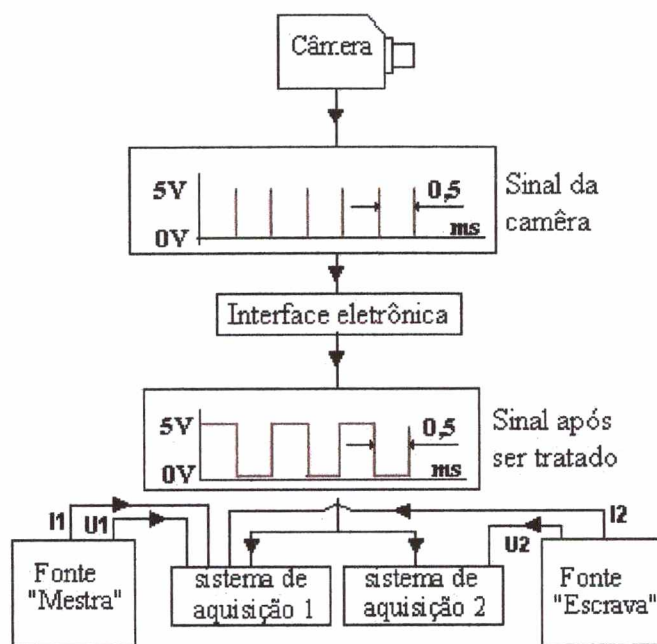 Câmera
5V
0,5
0V
ms
Sinal da
camêra
Interface eletrônica
5V
0,5
0V
ms
Sinal após
ser tratado
I1
U1
I2
U2
Fonte
"Mestra"
sistema de
aquisição 1
sistema de
aquisição 2
Fonte
"Escrava"